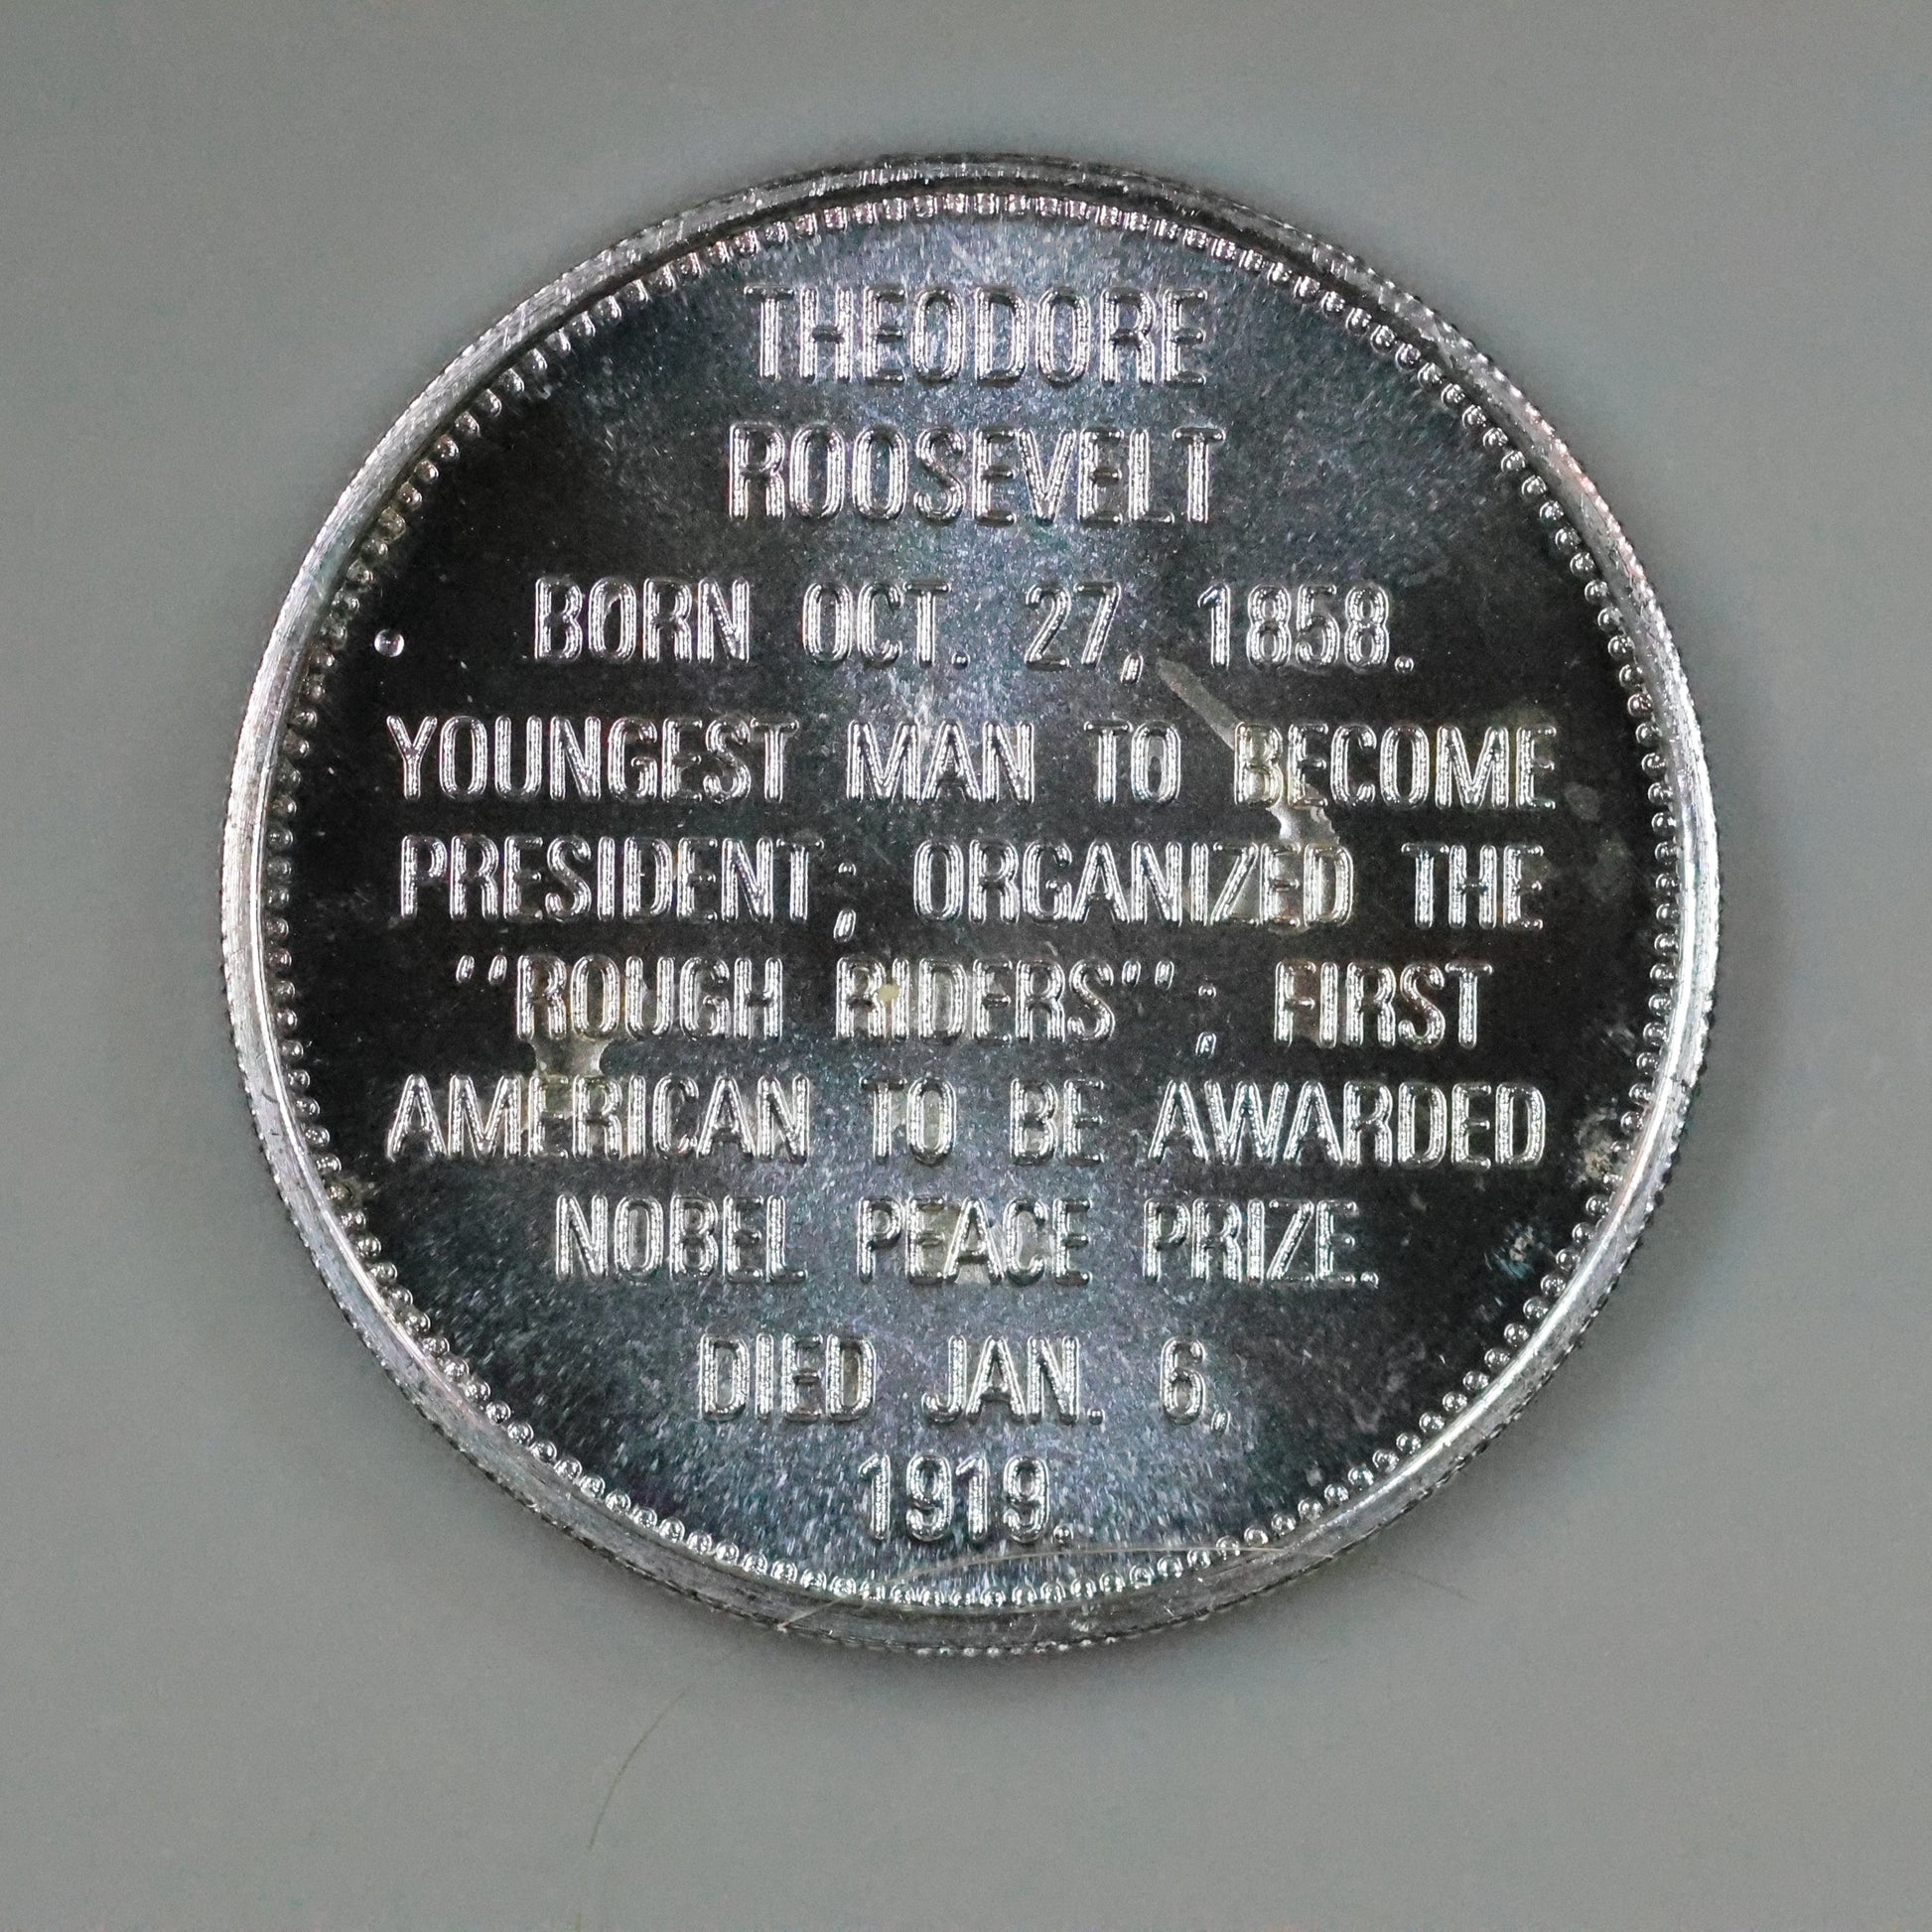 THEODORE
ROOSEVELT
BORN OCT. 27, 1858.
YOUNGEST MAN TO BECOME
PRESIDENT; ORGANIZED THE
"ROUGH RIDERS"; FIRST
AMERICAN TO BE AWARDED
NOBEL PEACE PRIZE.
DIED JAN. 6,
1919.